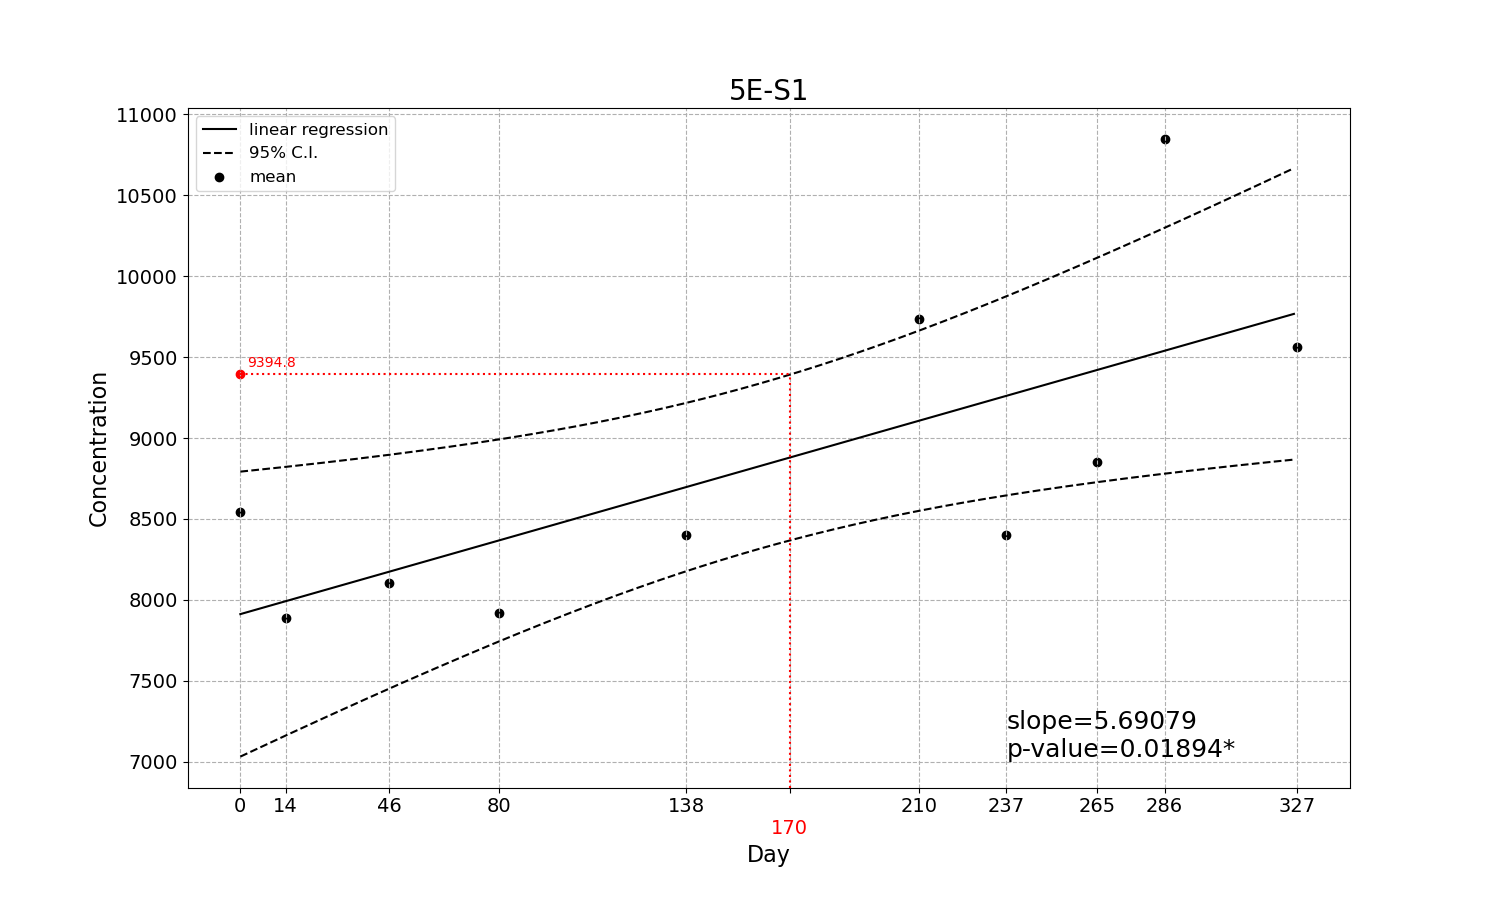 5E-S1
linear regression
95% C.I.
mean
11000
10500
10000
9500
9000
8500
8000
7500
7000
Concentration
9394.8
slope=5.69079
p-value=0.01894*
0 14 46 80 138 210 237 265 286 327
170
Day